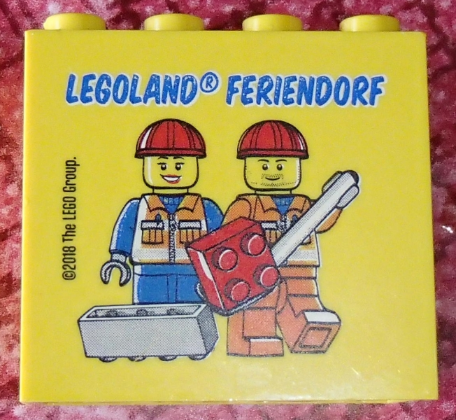 LEGOLAND® FERIENDORF
©2018 The LEGO Group.